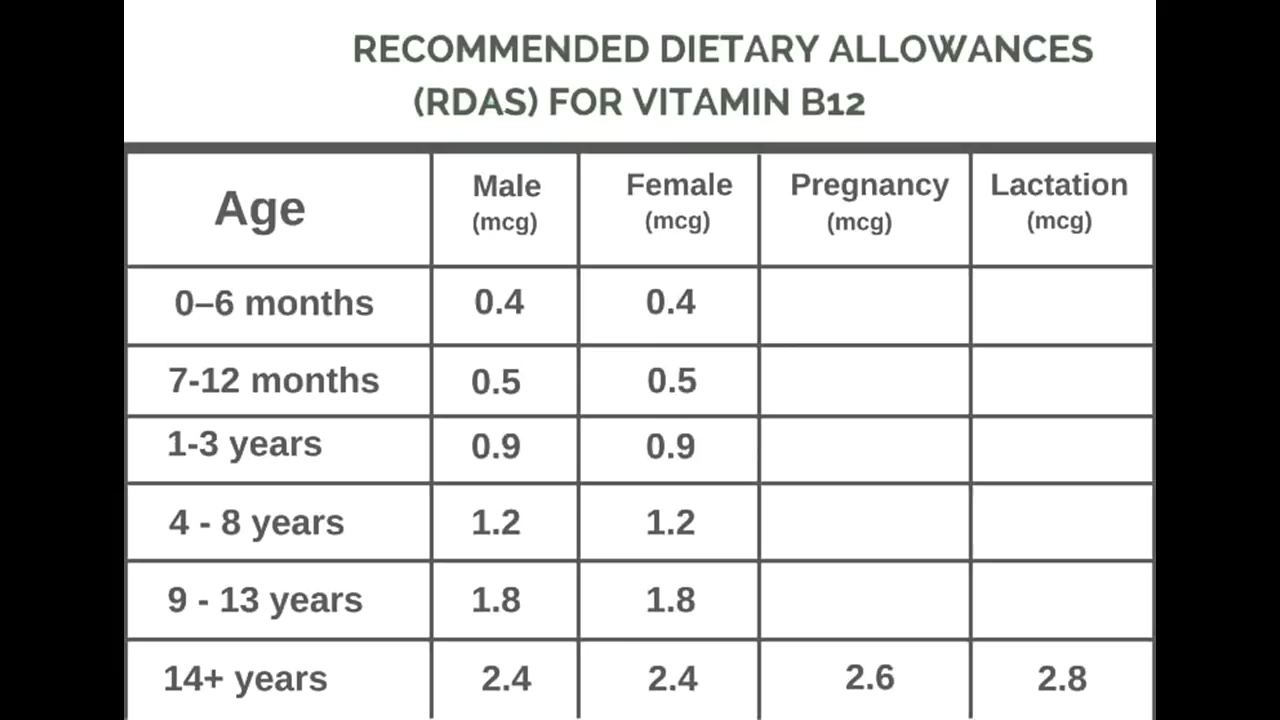 RECOMMENDED DIETARY ALLOWANCES
(RDAS) FOR VITAMIN B12
Age Male Female Pregnancy Lactation
(mcg) (mcg) (mcg) (mcg)
0–6 months 0.4 0.4
7-12 months 0.5 0.5
1-3 years 0.9 0.9
4 - 8 years 1.2 1.2
9 - 13 years 1.8 1.8
14+ years 2.4 2.4 2.6 2.8